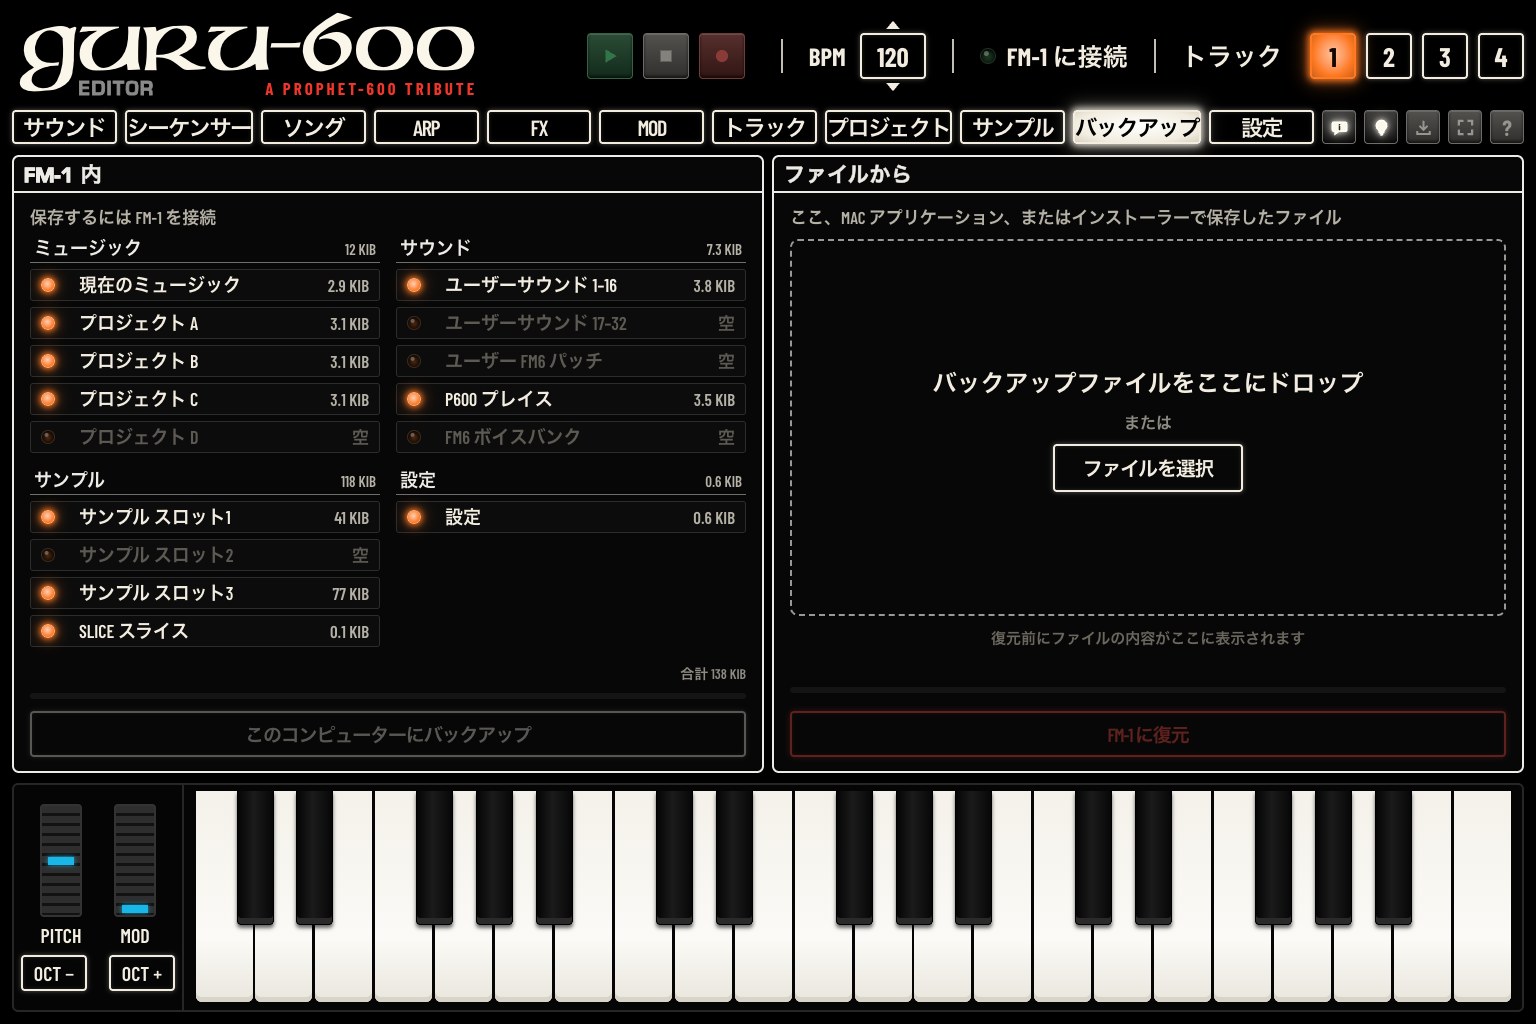 guru-600
EDITOR
A PROPHET-600 TRIBUTE
BPM
120
FM-1 に接続
トラック
1
2
3
4
サウンド
シーケンサー
ソング
ARP
FX
MOD
トラック
プロジェクト
サンプル
バックアップ
設定
?
FM-1 内
保存するには FM-1 を接続
ミュージック 12 KIB
現在のミュージック 2.9 KIB
プロジェクト A 3.1 KIB
プロジェクト B 3.1 KIB
プロジェクト C 3.1 KIB
プロジェクト D 空
サンプル 118 KIB
サンプル スロット1 41 KIB
サンプル スロット2 空
サンプル スロット3 77 KIB
SLICE スライス 0.1 KIB
サウンド 7.3 KIB
ユーザーサウンド 1-16 3.8 KIB
ユーザーサウンド 17-32 空
ユーザー FM6 パッチ 空
P600 プレイス 3.5 KIB
FM6 ボイスバンク 空
設定 0.6 KIB
設定 0.6 KIB
合計 138 KIB
このコンピューターにバックアップ
ファイルから
ここ、MAC アプリケーション、またはインストーラーで保存したファイル
バックアップファイルをここにドロップ
または
ファイルを選択
復元前にファイルの内容がここに表示されます
FM-1 に復元
PITCH
MOD
OCT −
OCT +